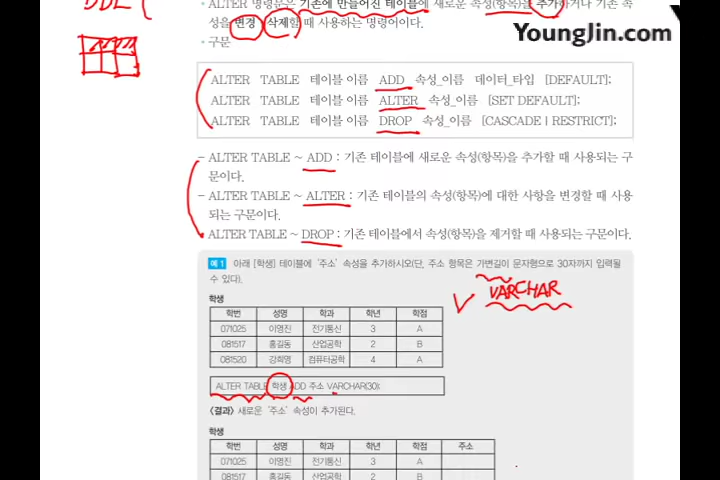 DDL (
ALTER 명령문은 기존에 만들어진 테이블에 새로운 속성(항목)을 추가하거나 기존 속
성을 변경 삭제할 때 사용하는 명령어이다.
YoungJin.com
· 구문
ALTER TABLE 테이블 이름 ADD 속성_이름 데이터_타입 [DEFAULT];
ALTER TABLE 테이블 이름 ALTER 속성_이름 [SET DEFAULT];
ALTER TABLE 테이블 이름 DROP 속성_이름 [CASCADE | RESTRICT];
- ALTER TABLE ~ ADD : 기존 테이블에 새로운 속성(항목)을 추가할 때 사용되는 구
문이다.
- ALTER TABLE ~ ALTER : 기존 테이블의 속성(항목)에 대한 사항을 변경할 때 사용
되는 구문이다.
ALTER TABLE ~ DROP : 기존 테이블에서 속성(항목)을 제거할 때 사용되는 구문이다.
예 1 아래 [학생] 테이블에 '주소' 속성을 추가하시오(단, 주소 항목은 가변길이 문자형으로 30자까지 입력될
수 있다).
VARCHAR
학생
학번 성명 학과 학년 학점
071025 이영진 전기통신 3 A
081517 홍길동 산업공학 2 B
081520 강희영 컴퓨터공학 4 A
ALTER TABLE 학생 ADD 주소 VARCHAR(30);
<결과> 새로운 '주소' 속성이 추가된다.
학생
학번 성명 학과 학년 학점 주소
071025 이영진 전기통신 3 A
081517 홍길동 산업공학 2 B